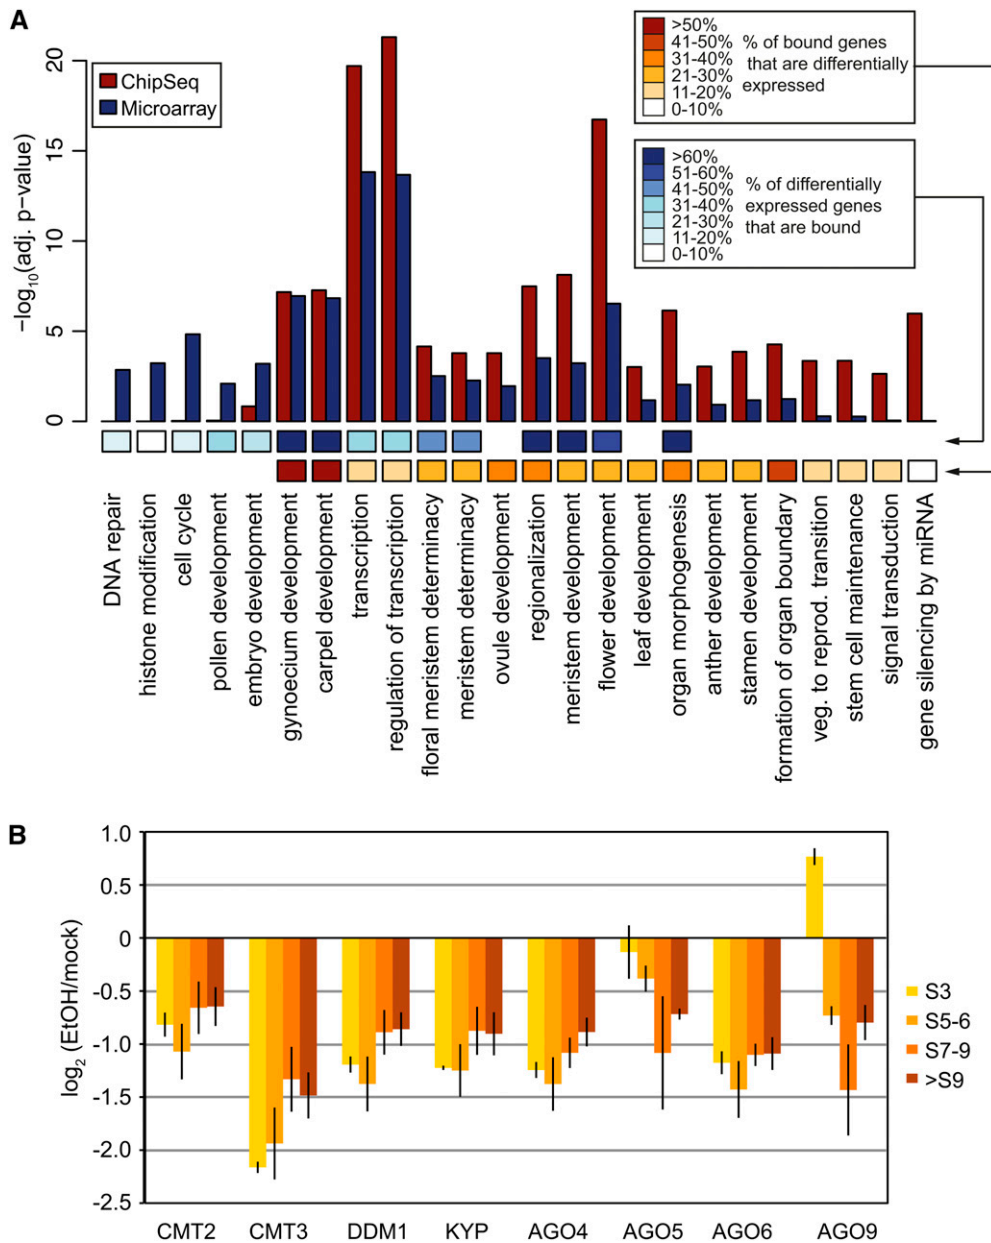 A
20
15
10
5
0
−log10(adj. p-value)
ChipSeq
Microarray
>50%
41-50%
31-40%
21-30%
11-20%
0-10%
% of bound genes
that are differentially
expressed
>60%
51-60%
41-50%
31-40%
21-30%
11-20%
0-10%
% of differentially
expressed genes
that are bound
DNA repair
histone modification
cell cycle
pollen development
embryo development
gynoecium development
carpel development
transcription
regulation of transcription
floral meristem determinacy
meristem determinacy
ovule development
regionalization
meristem development
flower development
leaf development
organ morphogenesis
anther development
stamen development
formation of organ boundary
veg. to reprod. transition
stem cell maintenance
signal transduction
gene silencing by miRNA
B
1.0
0.5
0
-0.5
-1.0
-1.5
-2.0
-2.5
log2 (EtOH/mock)
CMT2 CMT3 DDM1 KYP AGO4 AGO5 AGO6 AGO9
S3
S5-6
S7-9
>S9